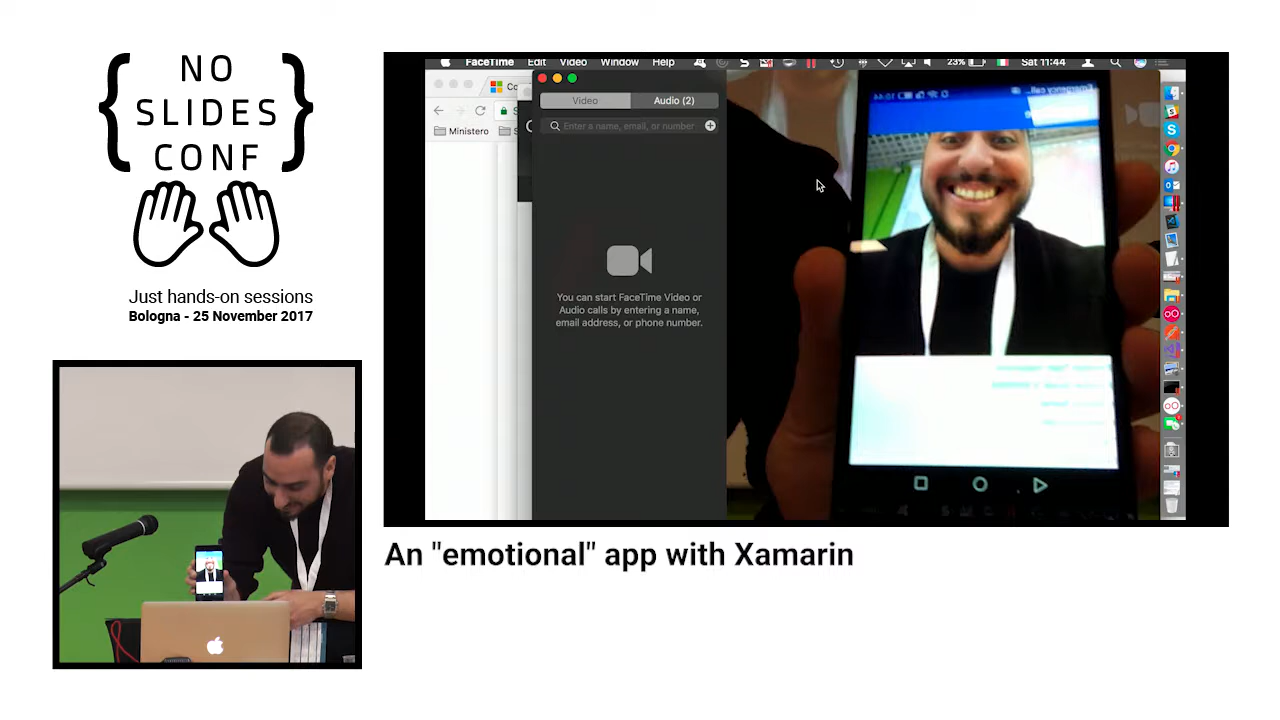 NO
SLIDES
CONF
Just hands-on sessions
Bologna - 25 November 2017
FaceTime Edit Video Window Help
23%
Sat 11:44
Video
Audio (2)
Enter a name, email, or number
Ministero
You can start FaceTime Video or
Audio calls by entering a name,
email address, or phone number.
An "emotional" app with Xamarin